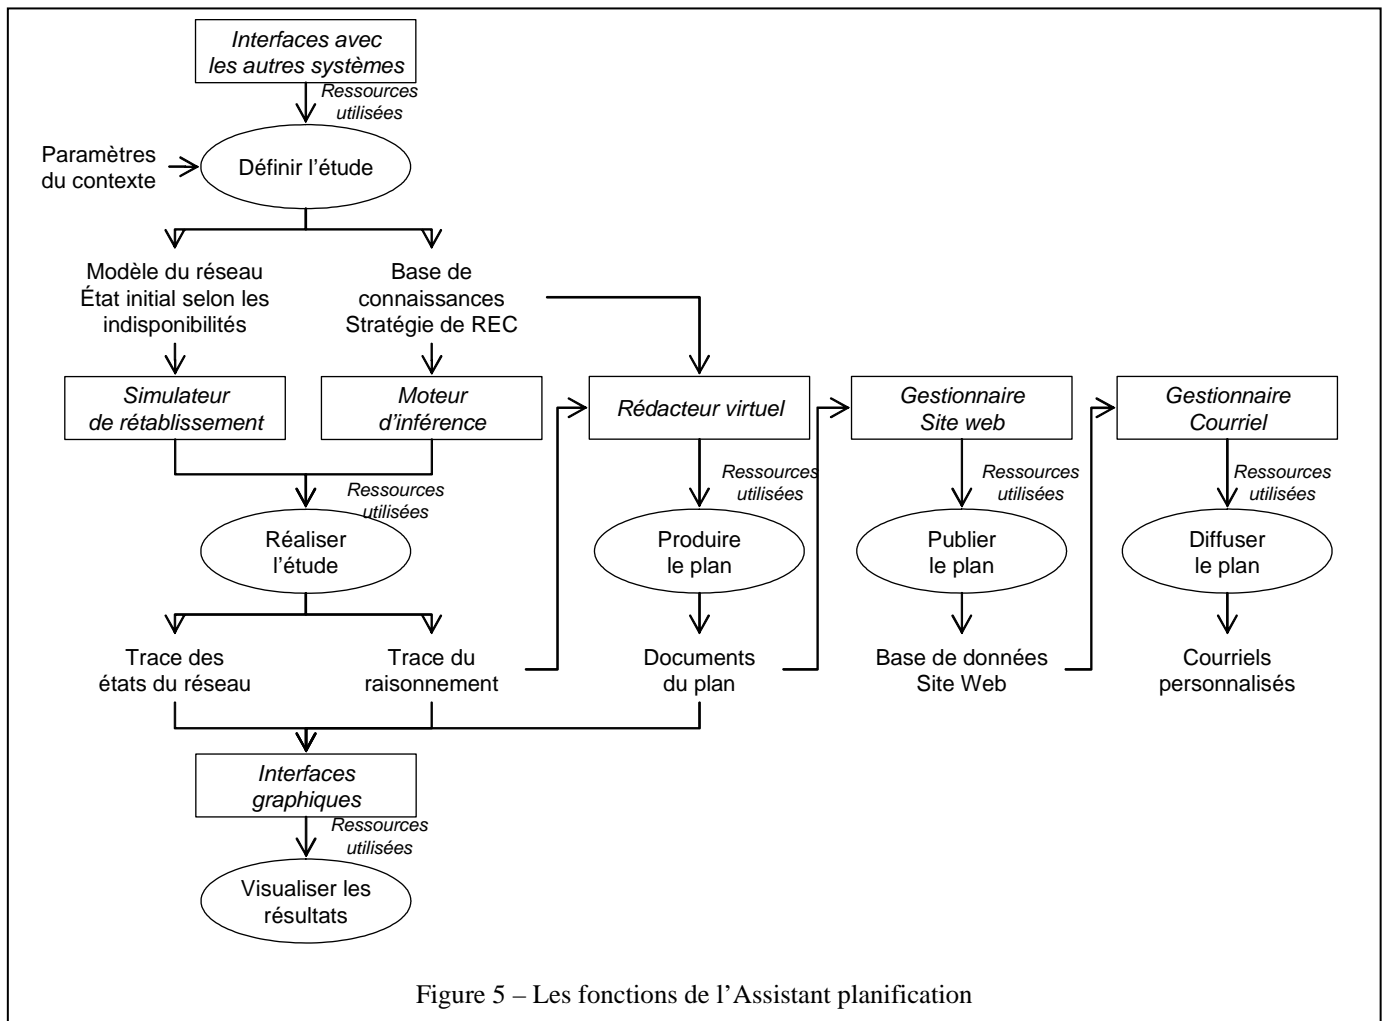 Interfaces avec
les autres systèmes
Ressources
utilisées
Paramètres
du contexte
Définir l’étude
Modèle du réseau
État initial selon les
indisponibilités
Base de
connaissances
Stratégie de REC
Simulateur
de rétablissement
Moteur
d’inférence
Rédacteur virtuel
Gestionnaire
Site web
Gestionnaire
Courriel
Ressources
utilisées
Ressources
utilisées
Ressources
utilisées
Ressources
utilisées
Réaliser
l’étude
Produire
le plan
Publier
le plan
Diffuser
le plan
Trace des
états du réseau
Trace du
raisonnement
Documents
du plan
Base de données
Site Web
Courriels
personnalisés
Interfaces
graphiques
Ressources
utilisées
Visualiser les
résultats
Figure 5 – Les fonctions de l’Assistant planification